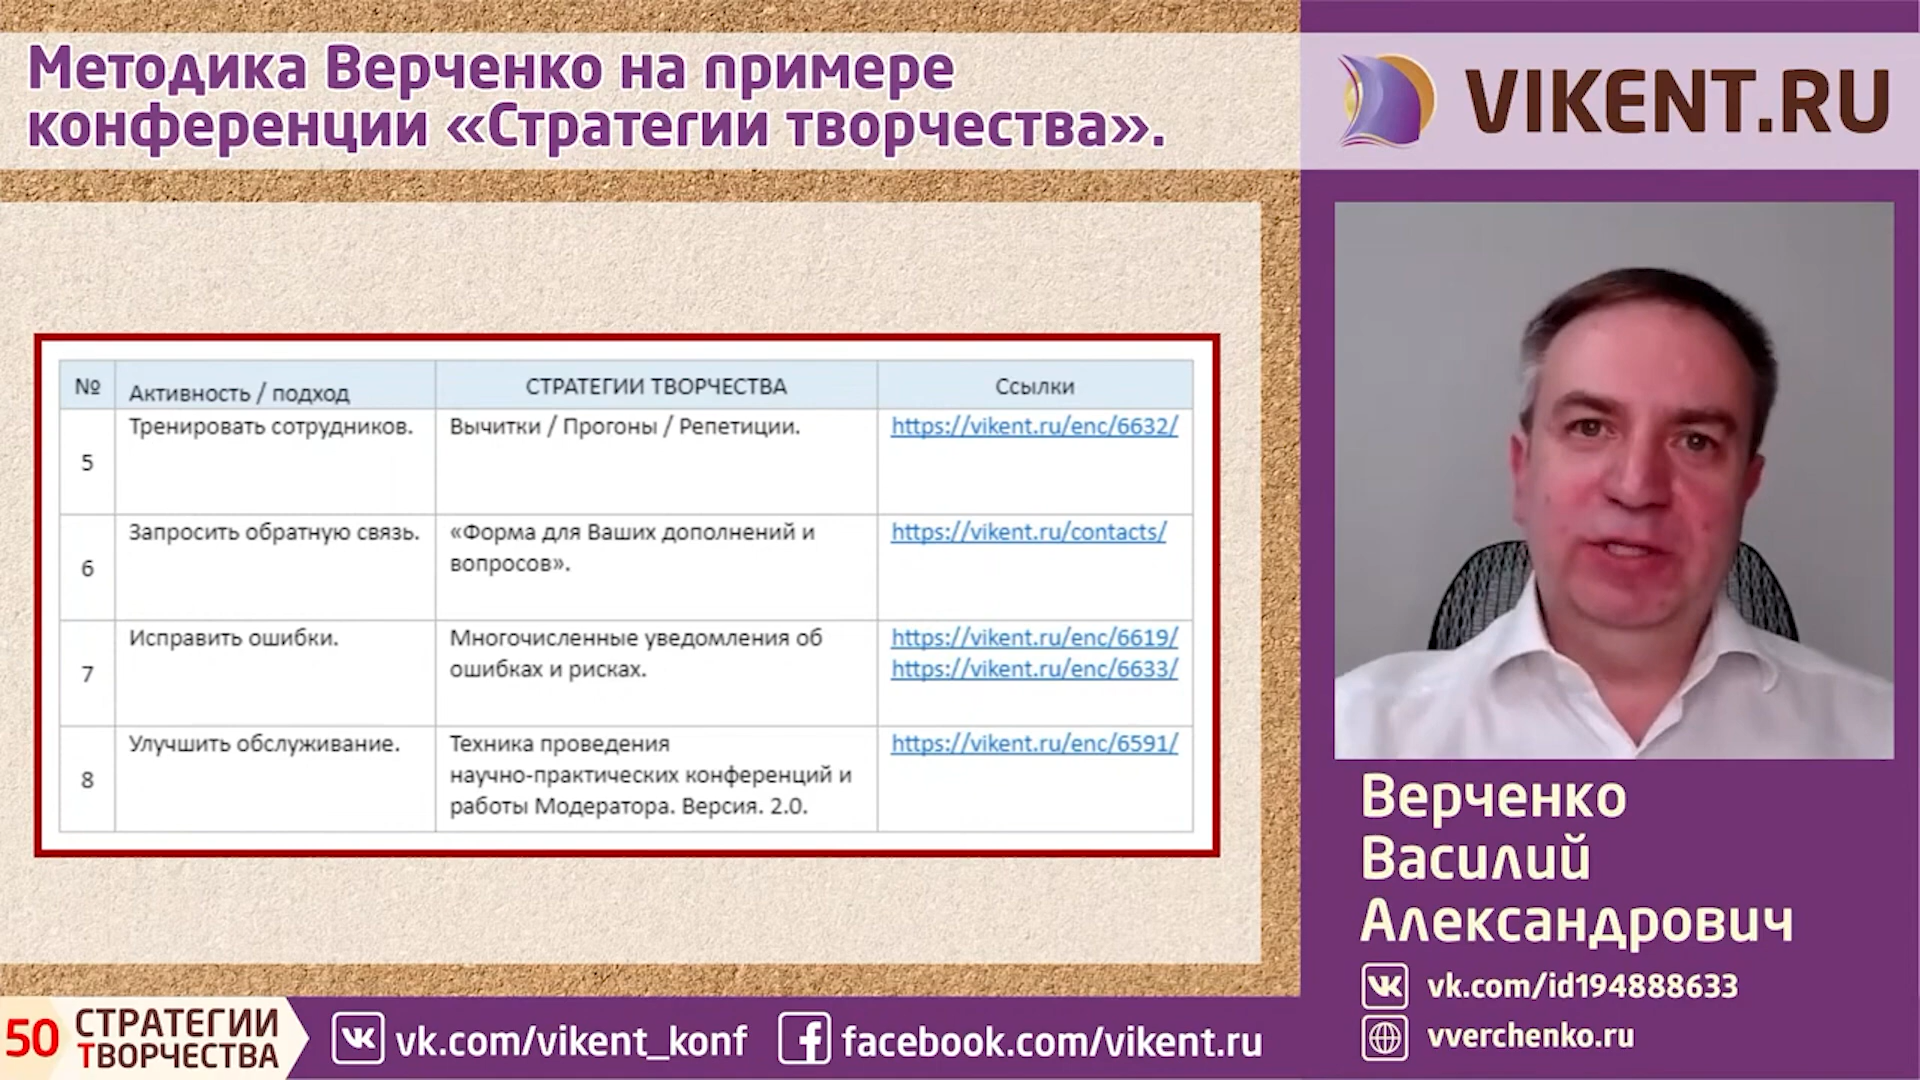 Методика Верченко на примере
конференции «Стратегии творчества».
VIKENT.RU
№ Активность / подход СТРАТЕГИИ ТВОРЧЕСТВА Ссылки
5 Тренировать сотрудников. Вычитки / Прогоны / Репетиции. https://vikent.ru/enc/6632/
6 Запросить обратную связь. «Форма для Ваших дополнений и https://vikent.ru/contacts/
вопросов».
7 Исправить ошибки. Многочисленные уведомления об https://vikent.ru/enc/6619/
ошибках и рисках. https://vikent.ru/enc/6633/
8 Улучшить обслуживание. Техника проведения https://vikent.ru/enc/6591/
научно-практических конференций и
работы Модератора. Версия. 2.0.
Верченко
Василий
Александрович
vk.com/id194888633
vverchenko.ru
50 СТРАТЕГИИ
ТВОРЧЕСТВА
vk.com/vikent_konf
facebook.com/vikent.ru